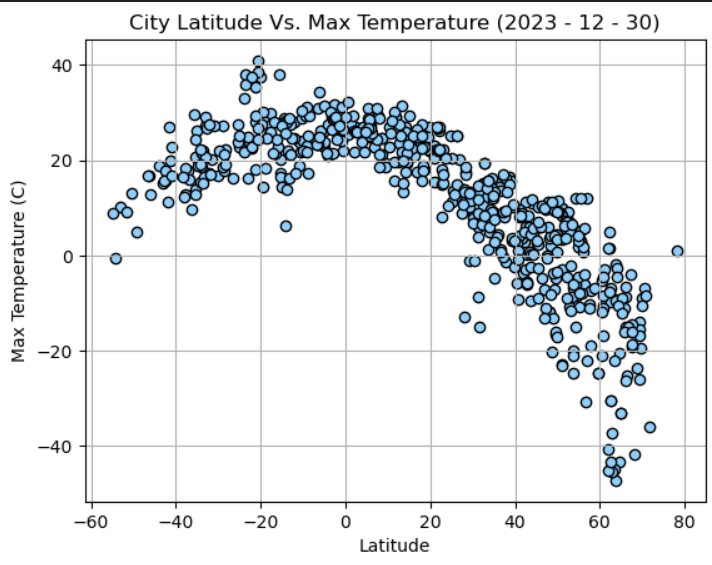 City Latitude Vs. Max Temperature (2023 - 12 - 30)
40
20
0
−20
−40
Max Temperature (C)
−60 −40 −20 0 20 40 60 80
Latitude